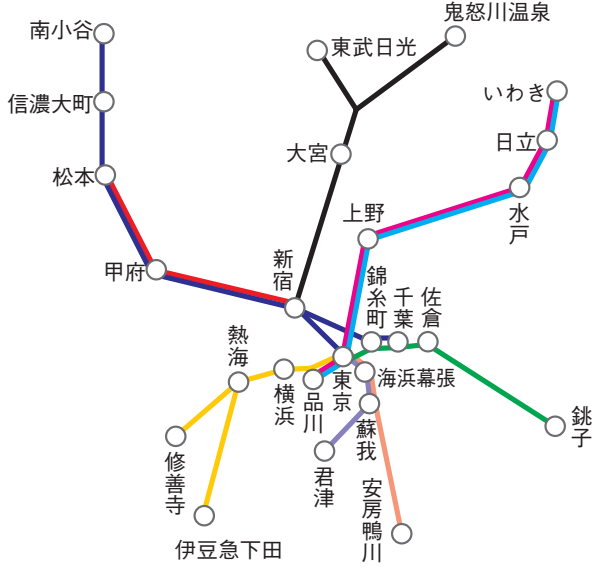 鬼怒川温泉
南小谷
東武日光
いわき
信濃大町
大宮
日立
松本
水戸
上野
新宿
甲府
錦糸町
千葉
佐倉
熱海
横浜
品川
東京
海浜幕張
蘇我
銚子
修善寺
君津
安房鴨川
伊豆急下田